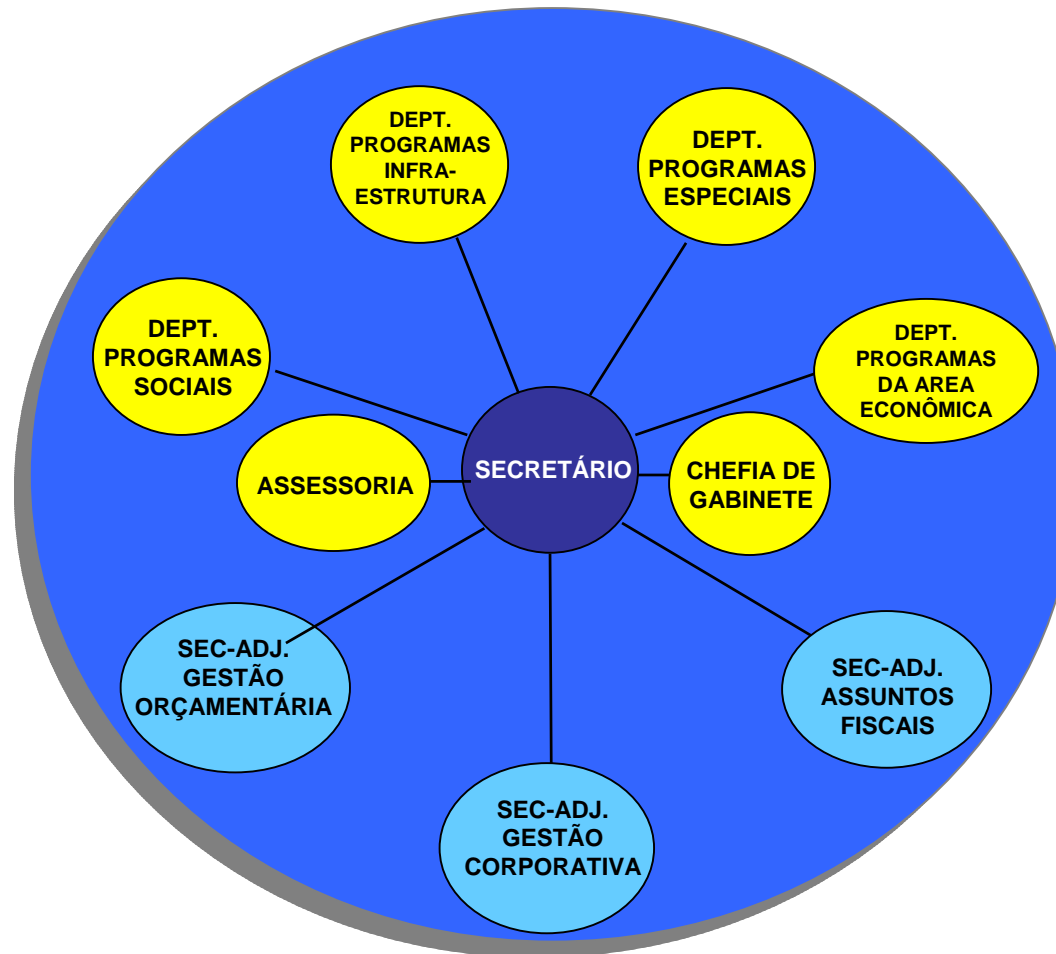 DEPT.
PROGRAMAS
INFRA-
ESTRUTURA
DEPT.
PROGRAMAS
ESPECIAIS
DEPT.
PROGRAMAS
SOCIAIS
DEPT.
PROGRAMAS
DA AREA
ECONÔMICA
ASSESSORIA
SECRETÁRIO
CHEFIA DE
GABINETE
SEC-ADJ.
GESTÃO
ORÇAMENTÁRIA
SEC-ADJ.
GESTÃO
CORPORATIVA
SEC-ADJ.
ASSUNTOS
FISCAIS